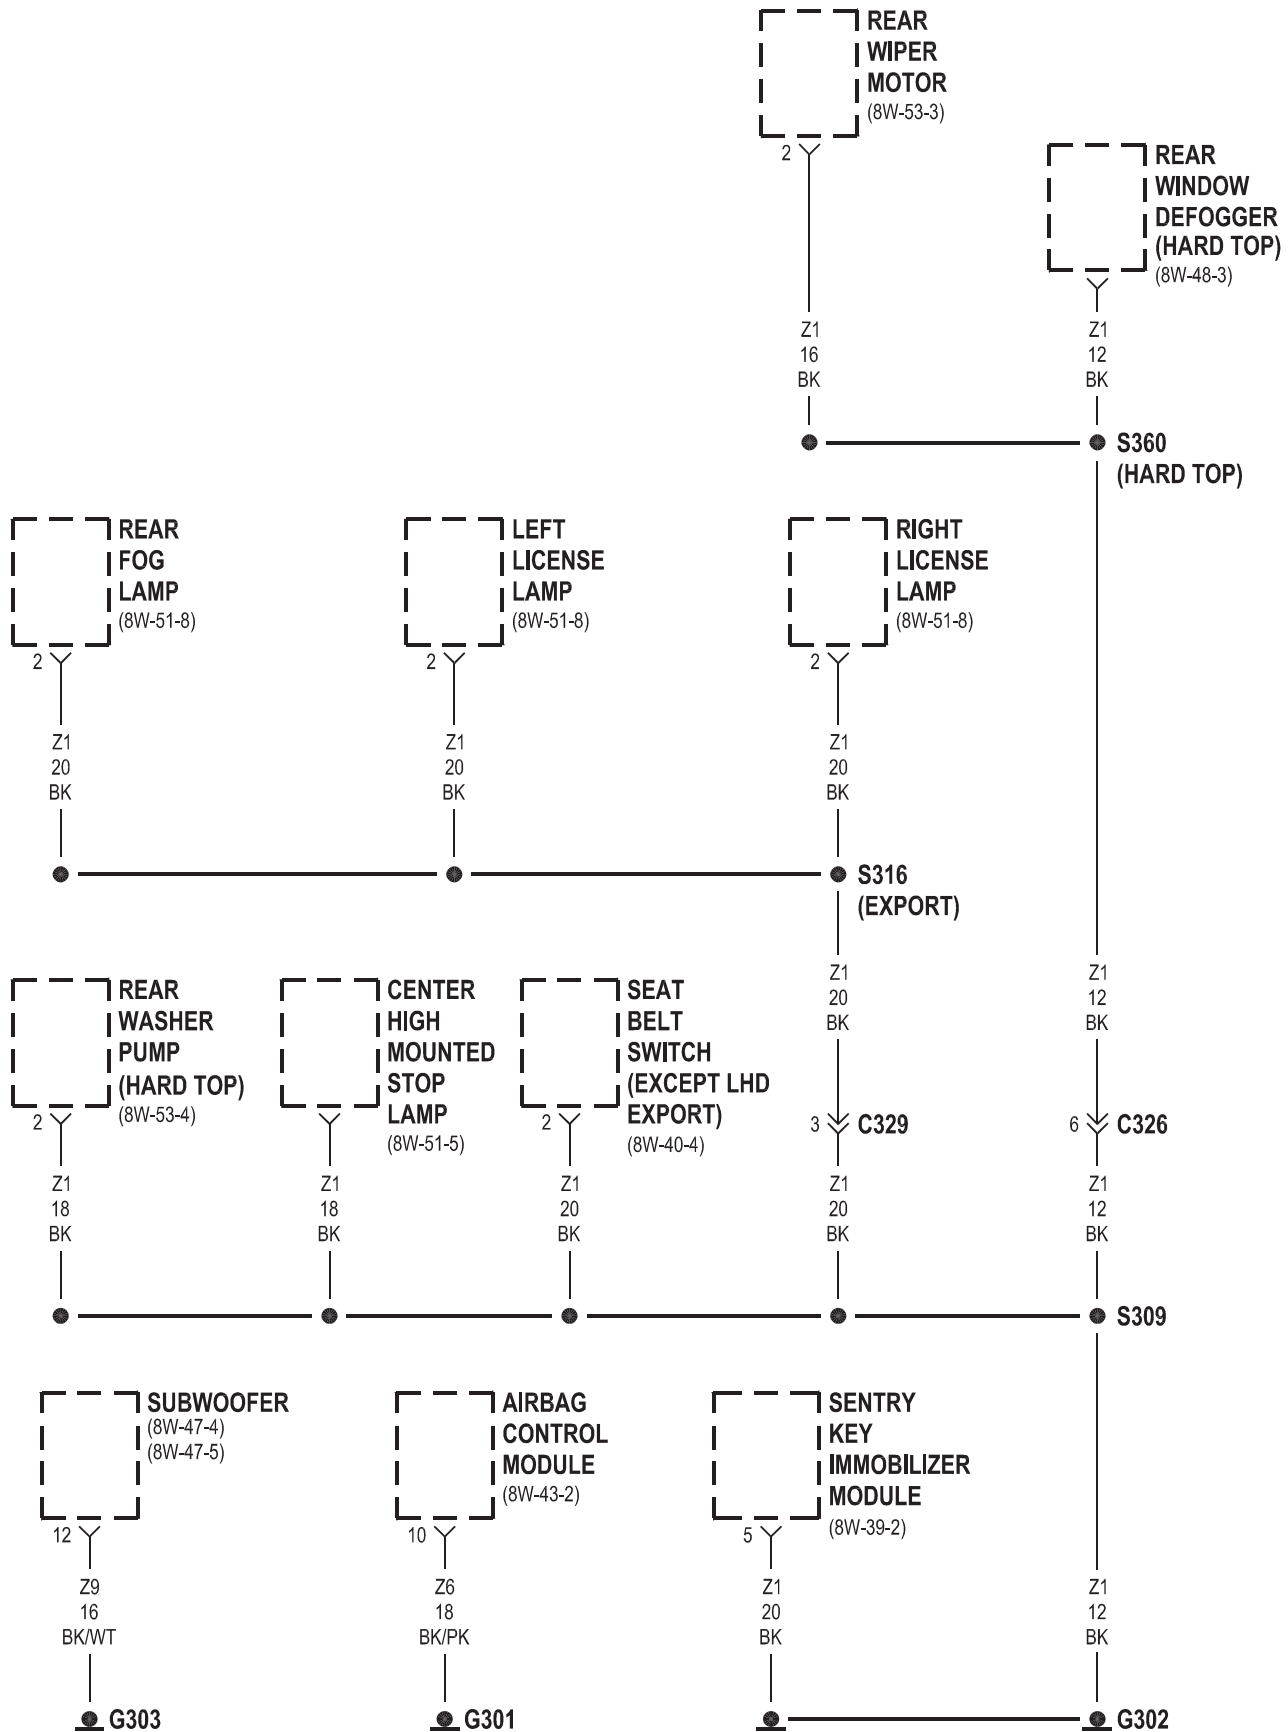 REAR
WIPER
MOTOR
(8W-53-3)
2
REAR
WINDOW
DEFOGGER
(HARD TOP)
(8W-48-3)
Z1
16
BK
Z1
12
BK
S360
(HARD TOP)
REAR
FOG
LAMP
(8W-51-8)
2
LEFT
LICENSE
LAMP
(8W-51-8)
2
RIGHT
LICENSE
LAMP
(8W-51-8)
2
Z1
20
BK
Z1
20
BK
Z1
20
BK
S316
(EXPORT)
REAR
WASHER
PUMP
(HARD TOP)
(8W-53-4)
2
CENTER
HIGH
MOUNTED
STOP
LAMP
(8W-51-5)
SEAT
BELT
SWITCH
(EXCEPT LHD
EXPORT)
(8W-40-4)
2
Z1
20
BK
Z1
12
BK
3
C329
6
C326
Z1
18
BK
Z1
18
BK
Z1
20
BK
Z1
20
BK
Z1
12
BK
S309
SUBWOOFER
(8W-47-4)
(8W-47-5)
12
AIRBAG
CONTROL
MODULE
(8W-43-2)
10
SENTRY
KEY
IMMOBILIZER
MODULE
(8W-39-2)
5
Z9
16
BK/WT
Z6
18
BK/PK
Z1
20
BK
Z1
12
BK
G303
G301
G302